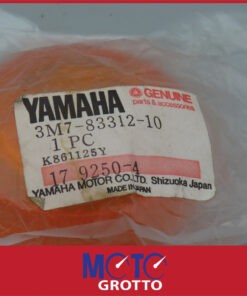 YAMAHA GENUINE
parts & accessories
3M7-83312-10
1 PC
K861125Y
17 9250-4
YAMAHA MOTOR CO.,LTD. Shizuoka Japan
MADE IN JAPAN
MOTO
GROTTO